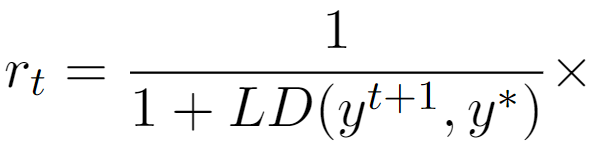 r_t = \frac{1}{1 + LD(y^{t+1}, y^*)} \times